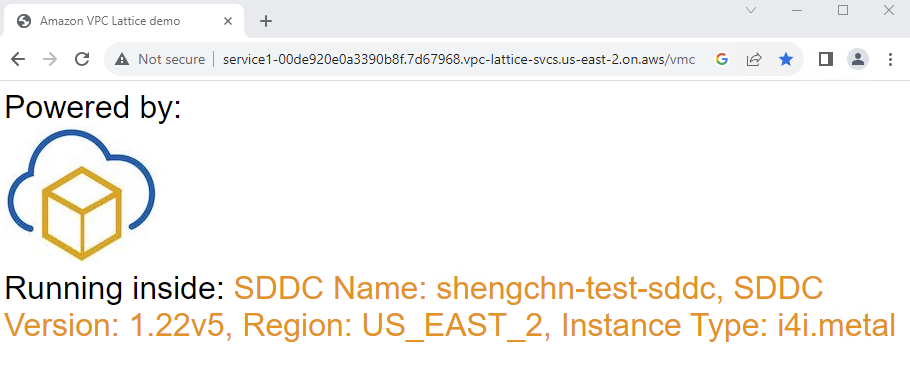 Amazon VPC Lattice demo
Not secure service1-00de920e0a3390b8f.7d67968.vpc-lattice-svcs.us-east-2.on.aws/vmc
Powered by:
Running inside: SDDC Name: shengchn-test-sddc, SDDC
Version: 1.22v5, Region: US_EAST_2, Instance Type: i4i.metal